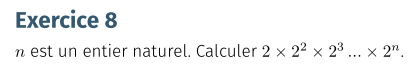 Exercice 8
n est un entier naturel. Calculer 2 × 2² × 2³ ... × 2ⁿ.